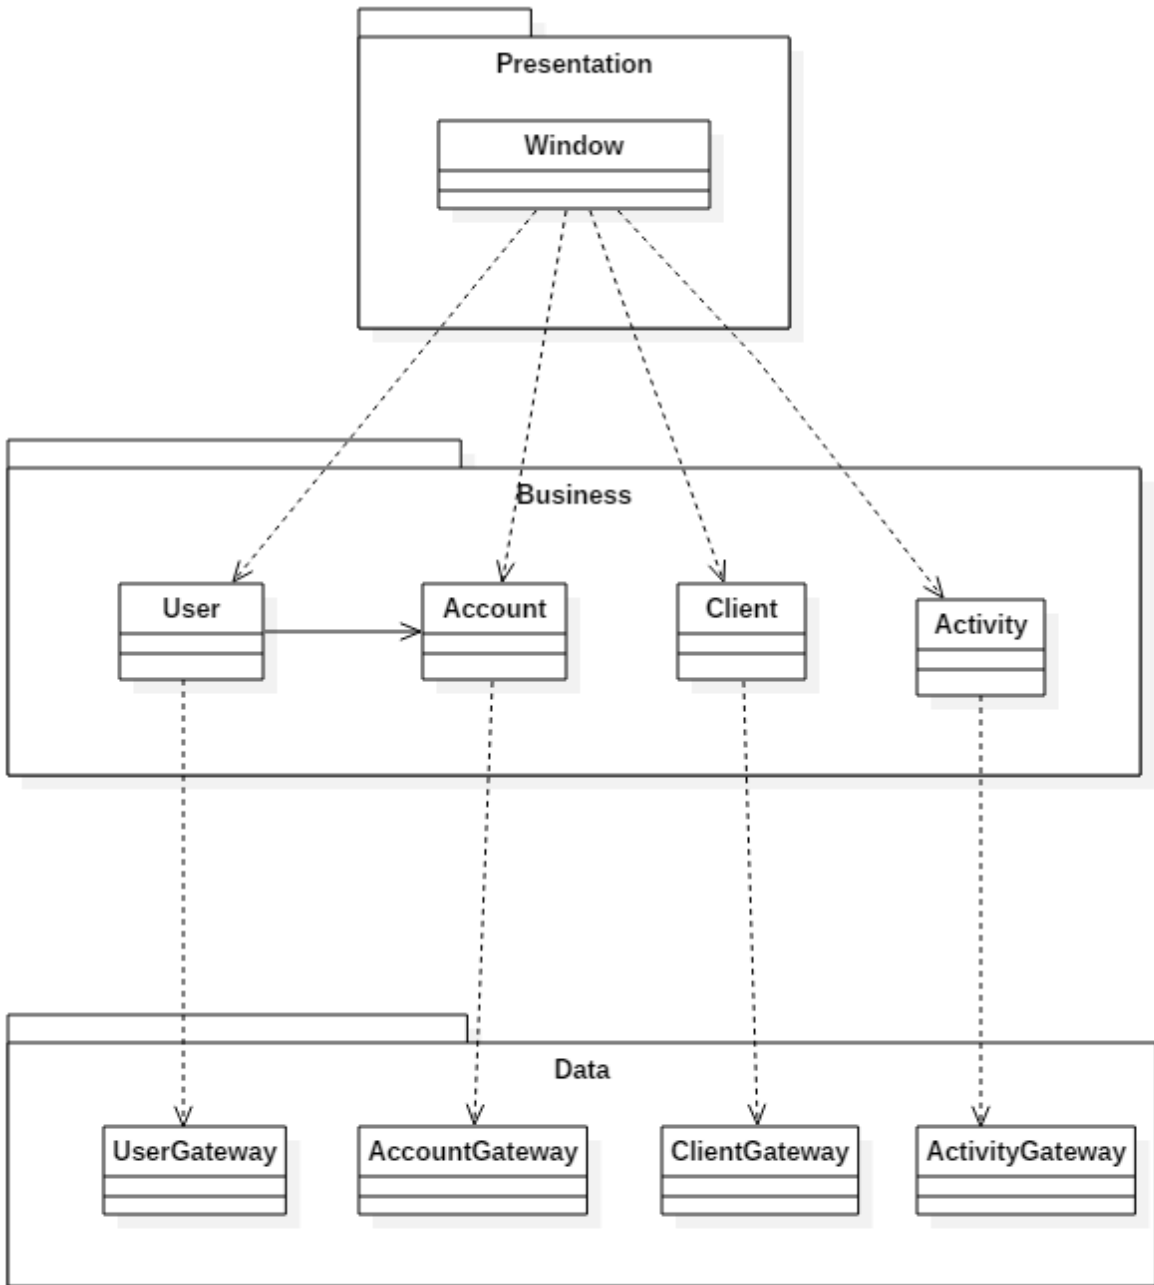 Presentation
Window
Business
User
Account
Client
Activity
Data
UserGateway
AccountGateway
ClientGateway
ActivityGateway